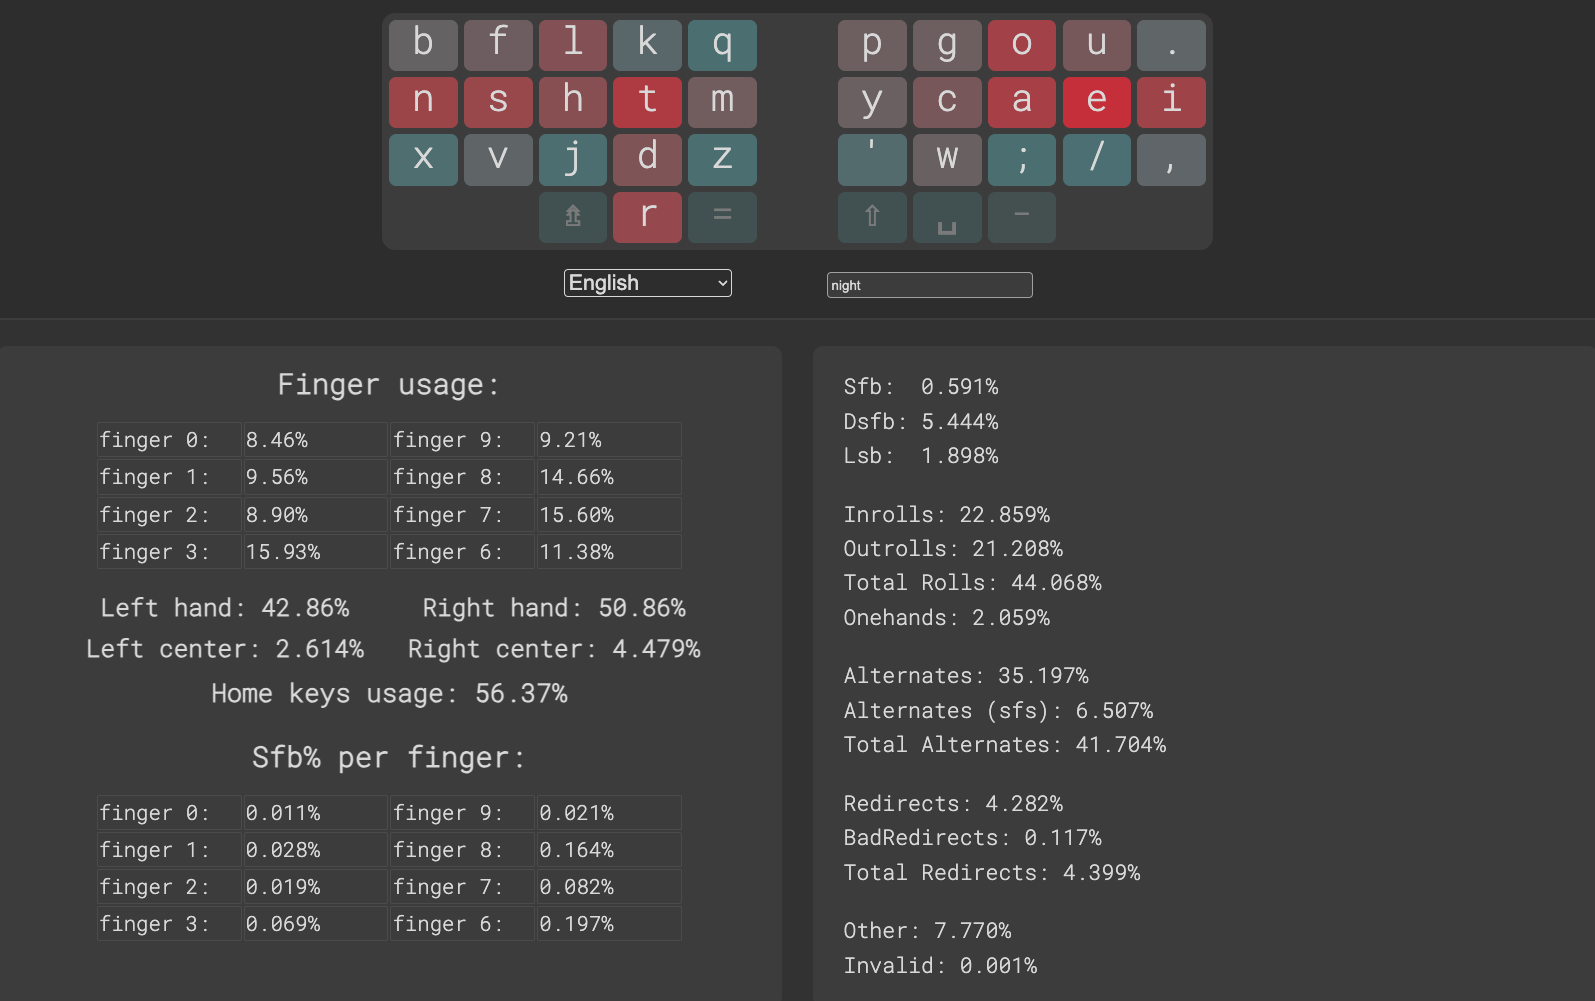 b f l k q p g o u .
n s h t m y c a e i
x v j d z ' w ; / ,
⇯ r = ⇧ ␣ -
English night
Finger usage:
finger 0: 8.46% finger 9: 9.21%
finger 1: 9.56% finger 8: 14.66%
finger 2: 8.90% finger 7: 15.60%
finger 3: 15.93% finger 6: 11.38%
Left hand: 42.86% Right hand: 50.86%
Left center: 2.614% Right center: 4.479%
Home keys usage: 56.37%
Sfb% per finger:
finger 0: 0.011% finger 9: 0.021%
finger 1: 0.028% finger 8: 0.164%
finger 2: 0.019% finger 7: 0.082%
finger 3: 0.069% finger 6: 0.197%
Sfb: 0.591%
Dsfb: 5.444%
Lsb: 1.898%
Inrolls: 22.859%
Outrolls: 21.208%
Total Rolls: 44.068%
Onehands: 2.059%
Alternates: 35.197%
Alternates (sfs): 6.507%
Total Alternates: 41.704%
Redirects: 4.282%
BadRedirects: 0.117%
Total Redirects: 4.399%
Other: 7.770%
Invalid: 0.001%